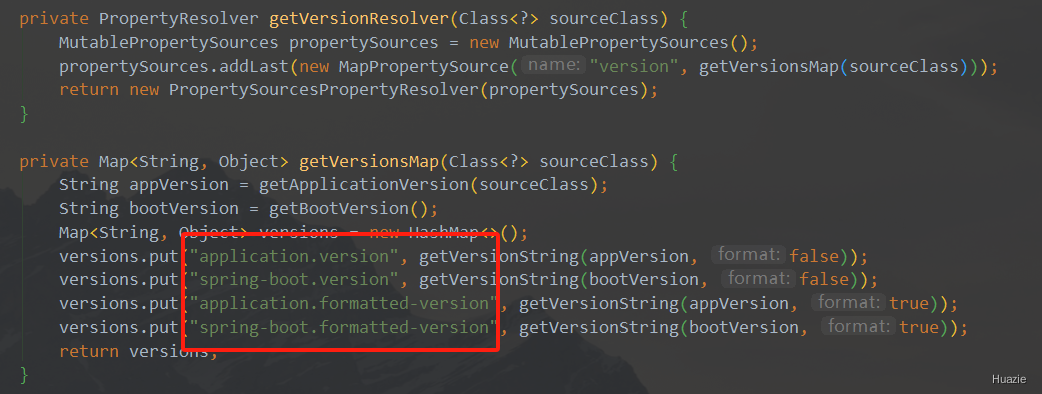 private PropertyResolver getVersionResolver(Class<?> sourceClass) {
    MutablePropertySources propertySources = new MutablePropertySources();
    propertySources.addLast(new MapPropertySource( name: "version", getVersionsMap(sourceClass)));
    return new PropertySourcesPropertyResolver(propertySources);
}
private Map<String, Object> getVersionsMap(Class<?> sourceClass) {
    String appVersion = getApplicationVersion(sourceClass);
    String bootVersion = getBootVersion();
    Map<String, Object> versions = new HashMap<>();
    versions.put("application.version", getVersionString(appVersion, format: false));
    versions.put("spring-boot.version", getVersionString(bootVersion, format: false));
    versions.put("application.formatted-version", getVersionString(appVersion, format: true));
    versions.put("spring-boot.formatted-version", getVersionString(bootVersion, format: true));
    return versions;
}
Huazie